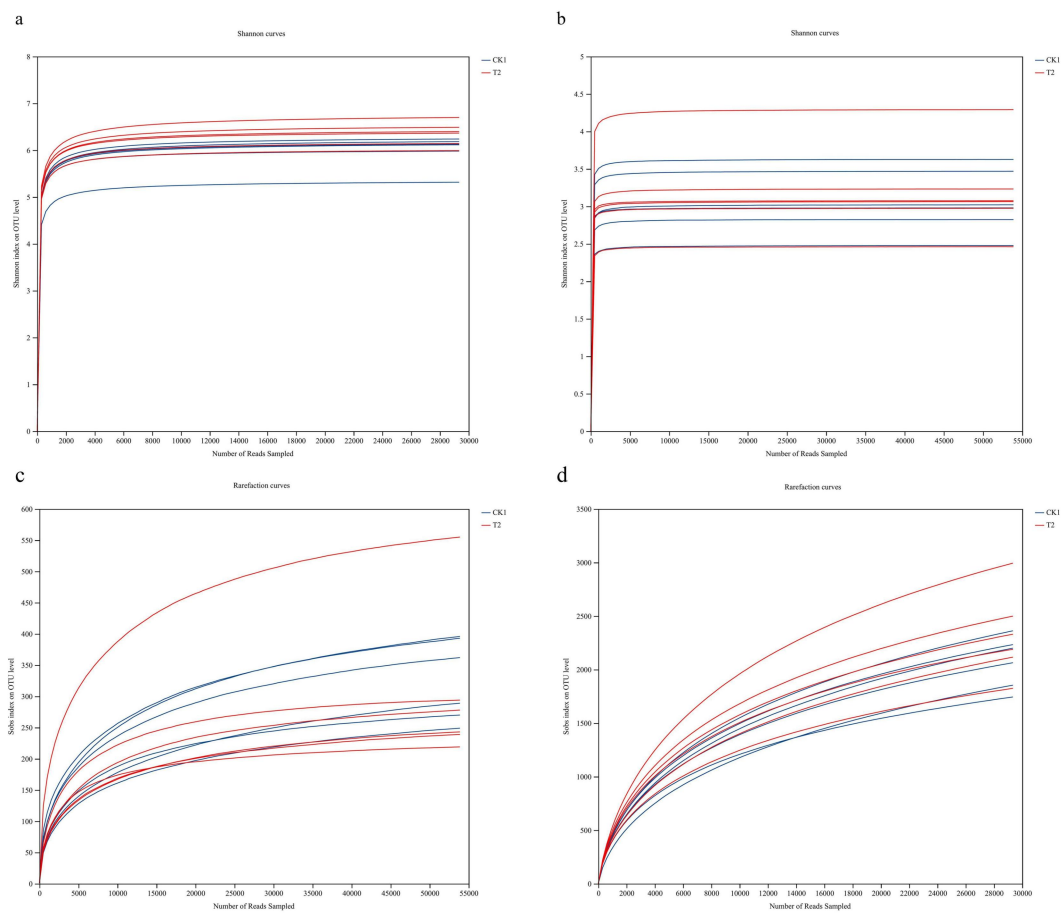 a
Shannon curves
8
7
6
5
4
3
2
1
0
Shannon index on OTU level
0 2000 4000 6000 8000 10000 12000 14000 16000 18000 20000 22000 24000 26000 28000 30000
Number of Reads Sampled
CK1
T2
b
Shannon curves
5
4.5
4
3.5
3
2.5
2
1.5
1
0.5
0
Shannon index on OTU level
0 5000 10000 15000 20000 25000 30000 35000 40000 45000 50000 55000
Number of Reads Sampled
CK1
T2
c
Rarefaction curves
600
550
500
450
400
350
300
250
200
150
100
50
0
Sobs index on OTU level
0 5000 10000 15000 20000 25000 30000 35000 40000 45000 50000 55000
Number of Reads Sampled
CK1
T2
d
Rarefaction curves
3500
3000
2500
2000
1500
1000
500
0
Sobs index on OTU level
0 2000 4000 6000 8000 10000 12000 14000 16000 18000 20000 22000 24000 26000 28000 30000
Number of Reads Sampled
CK1
T2